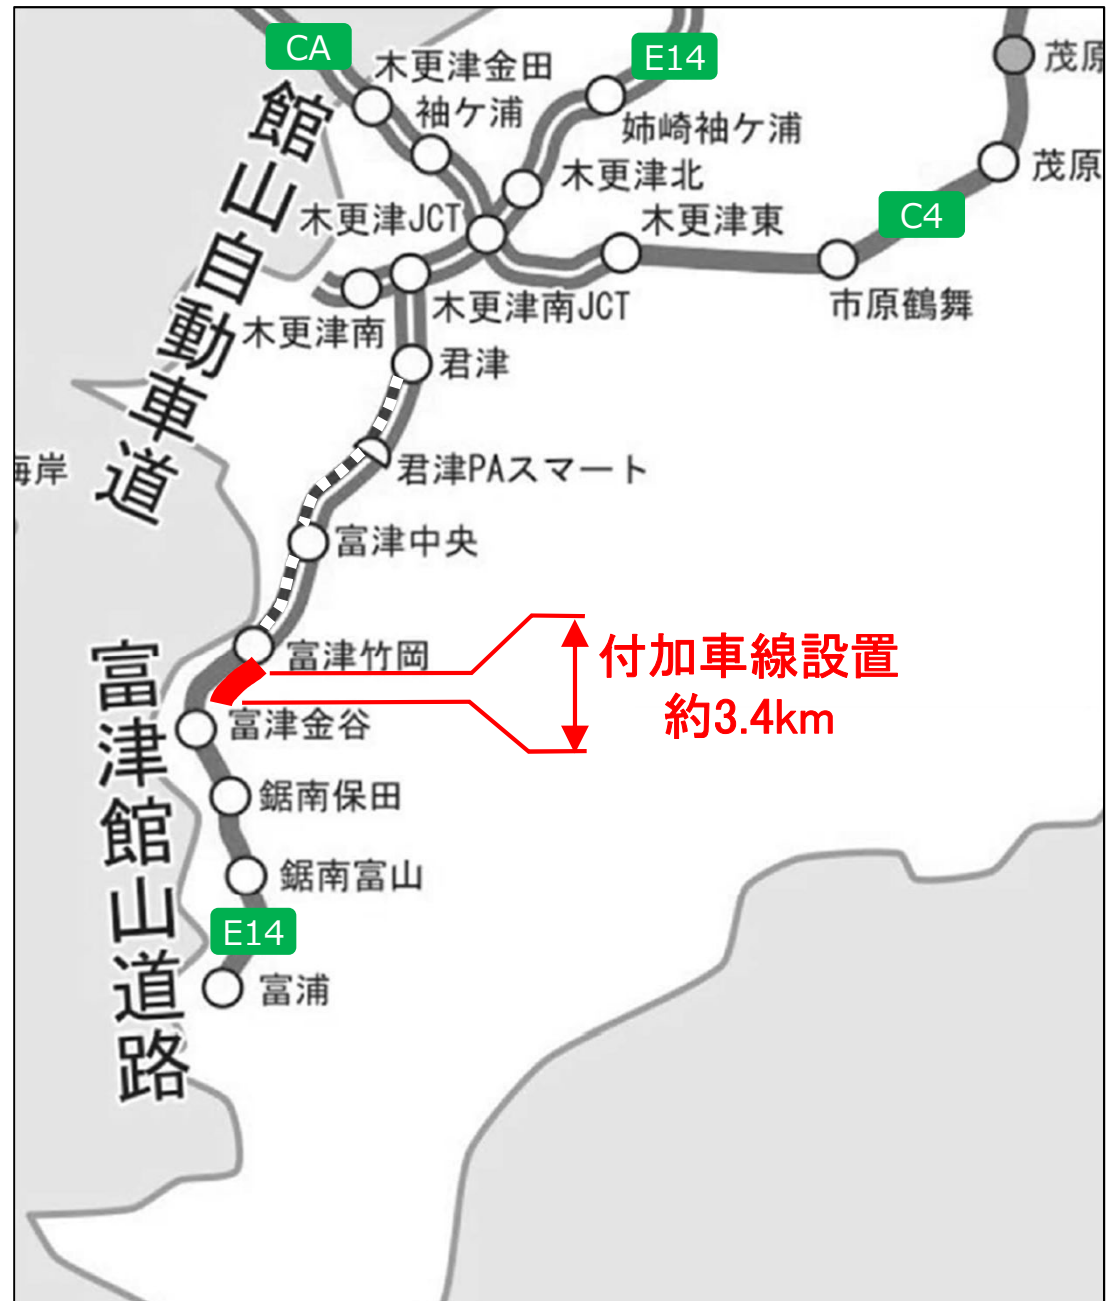 CA
E14
木更津金田
袖ケ浦
姉崎袖ケ浦
茂原
木更津北
茂原
館山自動車道
木更津JCT
木更津東
C4
木更津南JCT
市原鶴舞
木更津南
君津
海岸
君津PAスマート
富津中央
富津竹岡
付加車線設置
約3.4km
富津館山道路
富津金谷
鋸南保田
鋸南富山
E14
富浦